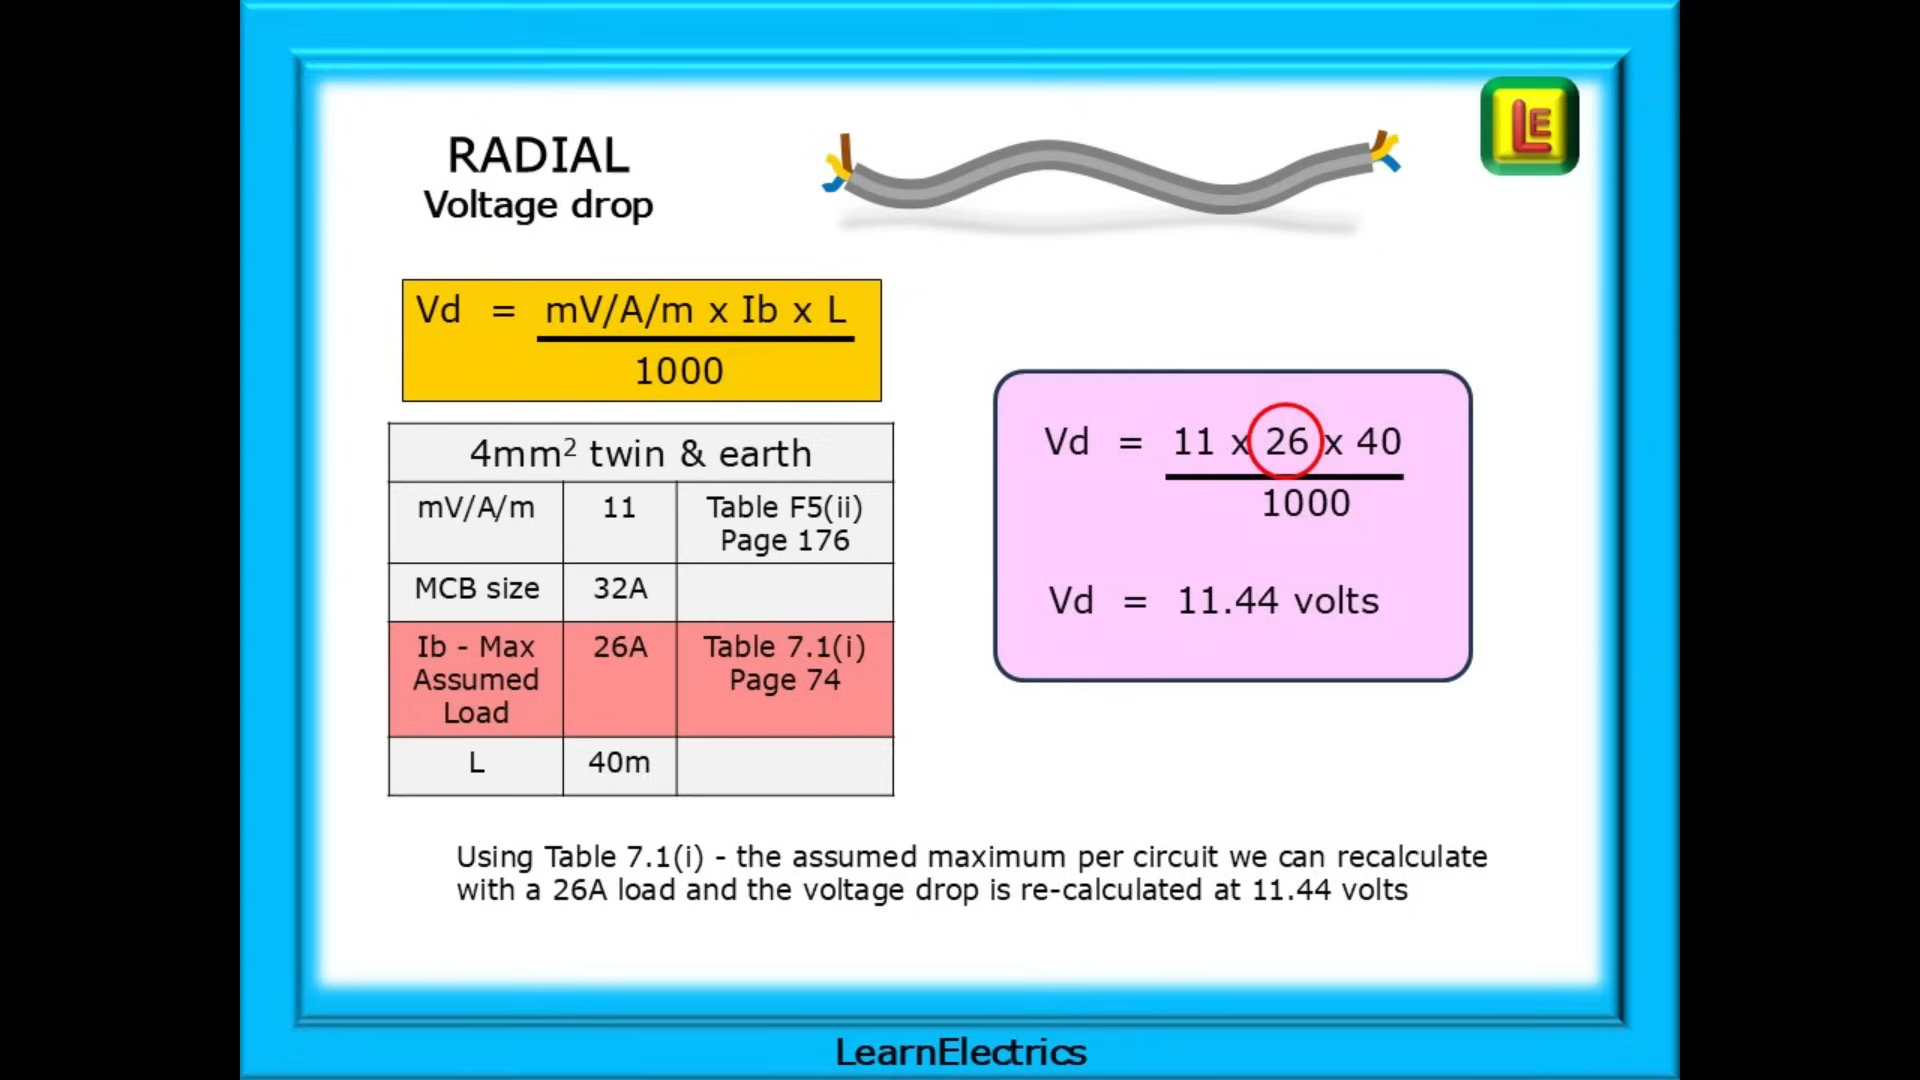 LE
RADIAL
Voltage drop
Vd = mV/A/m x Ib x L
1000
4mm² twin & earth
mV/A/m 11 Table F5(ii)
Page 176
MCB size 32A
Ib - Max 26A Table 7.1(i)
Assumed Page 74
Load
L 40m
Vd = 11 x 26 x 40
1000
Vd = 11.44 volts
Using Table 7.1(i) - the assumed maximum per circuit we can recalculate
with a 26A load and the voltage drop is re-calculated at 11.44 volts
LearnElectrics